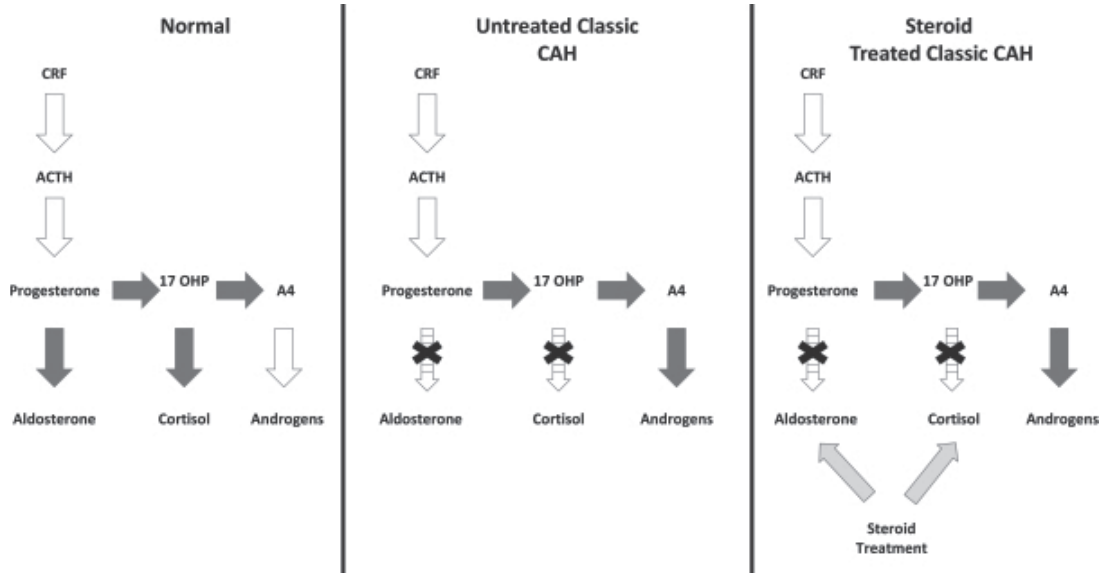 Normal
CRF
ACTH
Progesterone
17 OHP
A4
Aldosterone
Cortisol
Androgens
Untreated Classic
CAH
CRF
ACTH
Progesterone
17 OHP
A4
Aldosterone
Cortisol
Androgens
Steroid
Treated Classic CAH
CRF
ACTH
Progesterone
17 OHP
A4
Aldosterone
Cortisol
Androgens
Steroid
Treatment